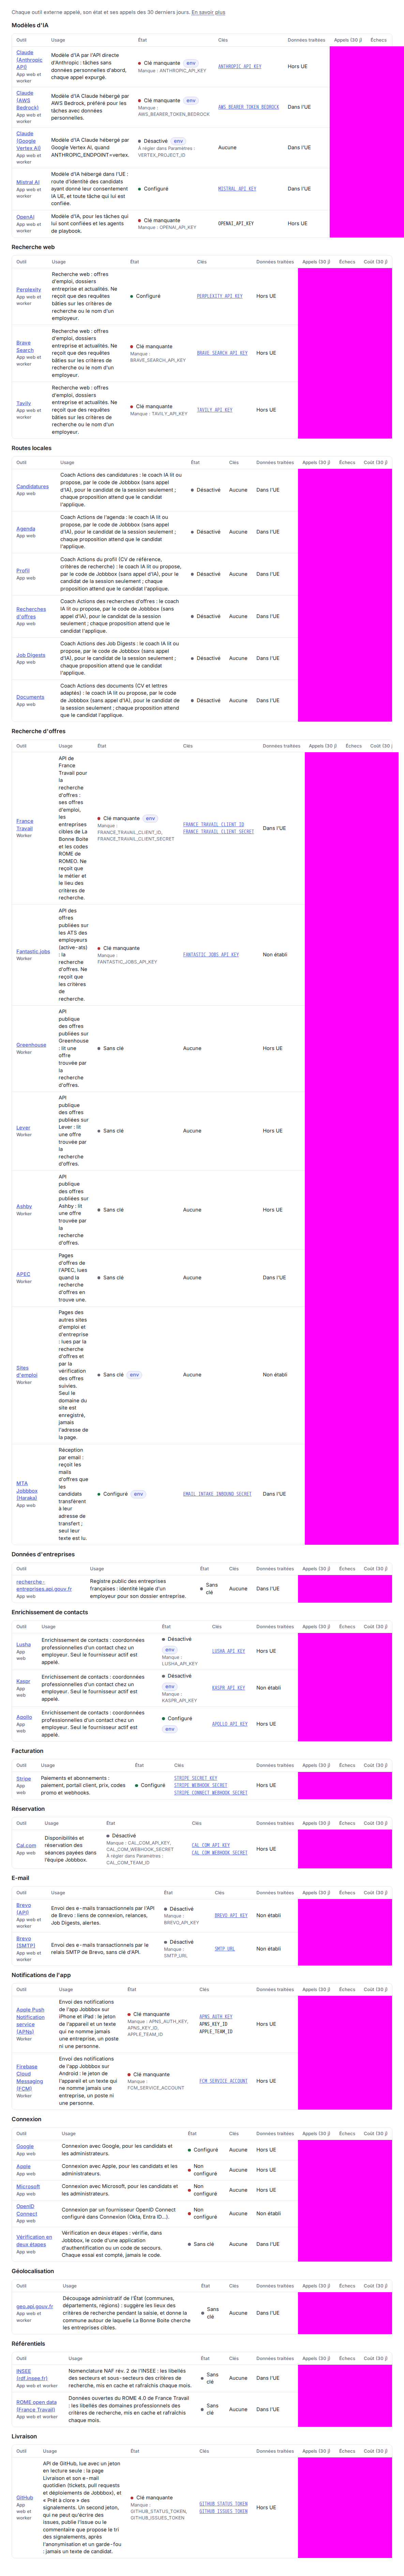 Chaque outil externe appelé, son état et ses appels des 30 derniers jours. En savoir plus
Modèles d'IA
Outil Usage État Clés Données traitées Appels (30 j) Échecs
Claude
(Anthropic
API)
App web et
worker
Modèle d'IA par l'API directe
d'Anthropic : tâches sans
données personnelles d'abord,
chaque appel expurgé.
Clé manquante env
Manque : ANTHROPIC_API_KEY
ANTHROPIC_API_KEY
Hors UE
Claude
(AWS
Bedrock)
App web et
worker
Modèle d'IA Claude hébergé par
AWS Bedrock, préféré pour les
tâches avec données
personnelles.
Clé manquante env
Manque :
AWS_BEARER_TOKEN_BEDROCK
AWS_BEARER_TOKEN_BEDROCK
Dans l'UE
Claude
(Google
Vertex AI)
App web et
worker
Modèle d'IA Claude hébergé par
Google Vertex AI, quand
ANTHROPIC_ENDPOINT=vertex.
Désactivé env
À régler dans Paramètres :
VERTEX_PROJECT_ID
Aucune
Dans l'UE
Mistral AI
App web et
worker
Modèle d'IA hébergé dans l'UE :
route d'identité des candidats
ayant donné leur consentement
IA UE, et toute tâche qui lui est
confiée.
Configuré
MISTRAL_API_KEY
Dans l'UE
OpenAI
App web et
worker
Modèle d'IA, pour les tâches qui
lui sont confiées et les agents
de playbook.
Clé manquante
Manque : OPENAI_API_KEY
OPENAI_API_KEY
Hors UE
Recherche web
Outil Usage État Clés Données traitées Appels (30 j) Échecs Coût (30 j)
Perplexity
App web et
worker
Recherche web : offres
d'emploi, dossiers
entreprise et actualités. Ne
reçoit que des requêtes
bâties sur les critères de
recherche ou le nom d'un
employeur.
Configuré
PERPLEXITY_API_KEY
Hors UE
Brave
Search
App web et
worker
Recherche web : offres
d'emploi, dossiers
entreprise et actualités. Ne
reçoit que des requêtes
bâties sur les critères de
recherche ou le nom d'un
employeur.
Clé manquante
Manque :
BRAVE_SEARCH_API_KEY
BRAVE_SEARCH_API_KEY
Hors UE
Tavily
App web et
worker
Recherche web : offres
d'emploi, dossiers
entreprise et actualités. Ne
reçoit que des requêtes
bâties sur les critères de
recherche ou le nom d'un
employeur.
Clé manquante
Manque : TAVILY_API_KEY
TAVILY_API_KEY
Hors UE
Routes locales
Outil Usage État Clés Données traitées Appels (30 j) Échecs Coût (30 j)
Candidatures
App web
Coach Actions des candidatures : le coach IA lit ou
propose, par le code de Jobbbox (sans appel
d'IA), pour le candidat de la session seulement ;
chaque proposition attend que le candidat
l'applique.
Désactivé Aucune Dans l'UE
Agenda
App web
Coach Actions de l'agenda : le coach IA lit ou
propose, par le code de Jobbbox (sans appel
d'IA), pour le candidat de la session seulement ;
chaque proposition attend que le candidat
l'applique.
Désactivé Aucune Dans l'UE
Profil
App web
Coach Actions du profil (CV de référence,
critères de recherche) : le coach IA lit ou propose,
par le code de Jobbbox (sans appel d'IA), pour le
candidat de la session seulement ; chaque
proposition attend que le candidat l'applique.
Désactivé Aucune Dans l'UE
Recherches
d'offres
App web
Coach Actions des recherches d'offres : le coach
IA lit ou propose, par le code de Jobbbox (sans
appel d'IA), pour le candidat de la session
seulement ; chaque proposition attend que le
candidat l'applique.
Désactivé Aucune Dans l'UE
Job Digests
App web
Coach Actions des Job Digests : le coach IA lit ou
propose, par le code de Jobbbox (sans appel
d'IA), pour le candidat de la session seulement ;
chaque proposition attend que le candidat
l'applique.
Désactivé Aucune Dans l'UE
Documents
App web
Coach Actions des documents (CV et lettres
adaptés) : le coach IA lit ou propose, par le code
de Jobbbox (sans appel d'IA), pour le candidat de
la session seulement ; chaque proposition attend
que le candidat l'applique.
Désactivé Aucune Dans l'UE
Recherche d'offres
Outil Usage État Clés Données traitées Appels (30 j) Échecs Coût (30 j
France
Travail
Worker
API de
France
Travail pour
la
recherche
d'offres :
ses offres
d'emploi,
les
entreprises
cibles de La
Bonne Boite
et les codes
ROME de
ROMEO. Ne
reçoit que
le métier et
le lieu des
critères de
recherche.
Clé manquante env
Manque :
FRANCE_TRAVAIL_CLIENT_ID,
FRANCE_TRAVAIL_CLIENT_SECRET
FRANCE_TRAVAIL_CLIENT_ID
FRANCE_TRAVAIL_CLIENT_SECRET
Dans l'UE
Fantastic.jobs
Worker
API des
offres
publiées sur
les ATS des
employeurs
(active-ats)
: la
recherche
d'offres. Ne
reçoit que
les critères
de
recherche.
Clé manquante
Manque :
FANTASTIC_JOBS_API_KEY
FANTASTIC_JOBS_API_KEY
Non établi
Greenhouse
Worker
API
publique
des offres
publiées sur
Greenhouse
: lit une
offre
trouvée par
la
recherche
d'offres.
Sans clé Aucune Hors UE
Lever
Worker
API
publique
des offres
publiées sur
Lever : lit
une offre
trouvée par
la
recherche
d'offres.
Sans clé Aucune Hors UE
Ashby
Worker
API
publique
des offres
publiées sur
Ashby : lit
une offre
trouvée par
la
recherche
d'offres.
Sans clé Aucune Hors UE
APEC
Worker
Pages
d'offres de
l'APEC, lues
quand la
recherche
d'offres en
trouve une.
Sans clé Aucune Dans l'UE
Sites
d'emploi
Worker
Pages des
autres sites
d'emploi et
d'entreprise
: lues par la
recherche
d'offres et
par la
vérification
des offres
suivies.
Seul le
domaine du
site est
enregistré,
jamais
l'adresse de
la page.
Sans clé env Aucune Non établi
MTA
Jobbbox
(Haraka)
Worker
Réception
par email :
reçoit les
mails
d'offres que
les
candidats
transfèrent
à leur
adresse de
transfert ;
seul leur
texte est lu.
Configuré env
EMAIL_INTAKE_INBOUND_SECRET
Dans l'UE
Données d'entreprises
Outil Usage État Clés Données traitées Appels (30 j) Échecs Coût (30 j)
recherche-
entreprises.api.gouv.fr
App web et worker
Registre public des entreprises
françaises : identité légale d'un
employeur pour son dossier entreprise.
Sans
clé
Aucune Dans l'UE
Enrichissement de contacts
Outil Usage État Clés Données traitées Appels (30 j) Échecs Coût (30 j)
Lusha
App
web
Enrichissement de contacts : coordonnées
professionnelles d'un contact chez un
employeur. Seul le fournisseur actif est
appelé.
Désactivé
env
Manque :
LUSHA_API_KEY
LUSHA_API_KEY
Hors UE
Kaspr
App
web
Enrichissement de contacts : coordonnées
professionnelles d'un contact chez un
employeur. Seul le fournisseur actif est
appelé.
Désactivé
env
Manque :
KASPR_API_KEY
KASPR_API_KEY
Non établi
Apollo
App
web
Enrichissement de contacts : coordonnées
professionnelles d'un contact chez un
employeur. Seul le fournisseur actif est
appelé.
Configuré
env
APOLLO_API_KEY
Hors UE
Facturation
Outil Usage État Clés Données traitées Appels (30 j) Échecs Coût (30 j)
Stripe
App
web
Paiements et abonnements :
paiement, portail client, prix, codes
promo et webhooks.
Configuré
STRIPE_SECRET_KEY
STRIPE_WEBHOOK_SECRET
STRIPE_CONNECT_WEBHOOK_SECRET
Hors UE
Réservation
Outil Usage État Clés Données traitées Appels (30 j) Échecs Coût (30 j)
Cal.com
App web
Disponibilités et
réservation des
séances payées dans
l'équipe Jobbbox.
Désactivé
Manque : CAL_COM_API_KEY,
CAL_COM_WEBHOOK_SECRET
À régler dans Paramètres :
CAL_COM_TEAM_ID
CAL_COM_API_KEY
CAL_COM_WEBHOOK_SECRET
Hors UE
E-mail
Outil Usage État Clés Données traitées Appels (30 j) Échecs Coût (30 j)
Brevo
(API)
App web et
worker
Envoi des e-mails transactionnels par l'API
de Brevo : liens de connexion, relances,
Job Digests, alertes.
Désactivé
Manque :
BREVO_API_KEY
BREVO_API_KEY
Non établi
Brevo
(SMTP)
App web et
worker
Envoi des e-mails transactionnels par le
relais SMTP de Brevo, sans clé d'API.
Désactivé
Manque :
SMTP_URL
SMTP_URL
Non établi
Notifications de l'app
Outil Usage État Clés Données traitées Appels (30 j) Échecs Coût (30 j)
Apple Push
Notification
service
(APNs)
Worker
Envoi des notifications
de l'app Jobbbox sur
iPhone et iPad : le jeton
de l'appareil et un texte
qui ne nomme jamais
une entreprise, un poste
ni une personne.
Clé manquante
Manque : APNS_AUTH_KEY,
APNS_KEY_ID,
APPLE_TEAM_ID
APNS_AUTH_KEY
APNS_KEY_ID
APPLE_TEAM_ID
Hors UE
Firebase
Cloud
Messaging
(FCM)
Worker
Envoi des notifications
de l'app Jobbbox sur
Android : le jeton de
l'appareil et un texte qui
ne nomme jamais une
entreprise, un poste ni
une personne.
Clé manquante
Manque :
FCM_SERVICE_ACCOUNT
FCM_SERVICE_ACCOUNT
Hors UE
Connexion
Outil Usage État Clés Données traitées Appels (30 j) Échecs Coût (30 j)
Google
App web
Connexion avec Google, pour les candidats et
les administrateurs.
Configuré Aucune Hors UE
Apple
App web
Connexion avec Apple, pour les candidats et les
administrateurs.
Non
configuré
Aucune Hors UE
Microsoft
App web
Connexion avec Microsoft, pour les candidats et
les administrateurs.
Non
configuré
Aucune Hors UE
OpenID
Connect
App web
Connexion par un fournisseur OpenID Connect
configuré dans Connexion (Okta, Entra ID…).
Non
configuré
Aucune Non établi
Vérification en
deux étapes
App web
Vérification en deux étapes : vérifie, dans
Jobbbox, le code d'une application
d'authentification ou un code de secours.
Chaque essai est compté, jamais le code.
Sans clé Aucune Dans l'UE
Géolocalisation
Outil Usage État Clés Données traitées Appels (30 j) Échecs Coût (30 j)
geo.api.gouv.fr
App web et
worker
Découpage administratif de l'État (communes,
départements, régions) : suggère les lieux des
critères de recherche pendant la saisie, et donne la
commune autour de laquelle La Bonne Boite cherche
les entreprises cibles.
Sans
clé
Aucune Dans l'UE
Référentiels
Outil Usage État Clés Données traitées Appels (30 j) Échecs Coût (30 j)
INSEE
(rdf.insee.fr)
App web et worker
Nomenclature NAF rév. 2 de l'INSEE : les libellés
des secteurs et sous-secteurs des critères de
recherche, mis en cache et rafraîchis chaque mois.
Sans
clé
Aucune Dans l'UE
ROME open data
(France Travail)
App web et worker
Données ouvertes du ROME 4.0 de France Travail
: les libellés des domaines professionnels des
critères de recherche, mis en cache et rafraîchis
chaque mois.
Sans
clé
Aucune Dans l'UE
Livraison
Outil Usage État Clés Données traitées Appels (30 j) Échecs Coût (30 j)
GitHub
App
web et
worker
API de GitHub, lue avec un jeton
en lecture seule : la page
Livraison et son e-mail
quotidien (tickets, pull requests
et déploiements de Jobbbox), et
« Prêt à clore » des
signalements. Un second jeton,
qui ne peut qu'écrire des
issues, publie l'issue ou le
commentaire que propose le tri
des signalements, après
l'anonymisation et un garde-fou
: jamais un texte de candidat.
Clé manquante
Manque :
GITHUB_STATUS_TOKEN,
GITHUB_ISSUES_TOKEN
GITHUB_STATUS_TOKEN
GITHUB_ISSUES_TOKEN
Hors UE